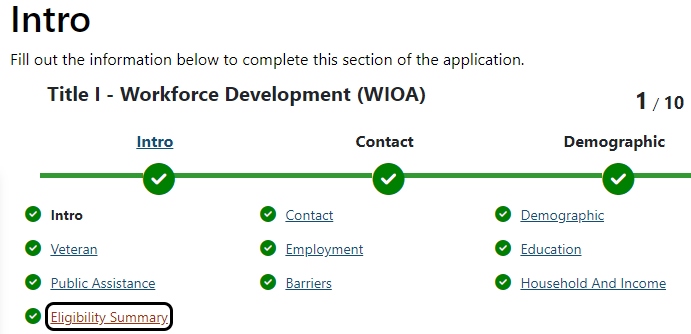 Intro
Fill out the information below to complete this section of the application.
Title I - Workforce Development (WIOA)
1 / 10
Intro Contact Demographic
Intro Contact Demographic
Veteran Employment Education
Public Assistance Barriers Household And Income
Eligibility Summary